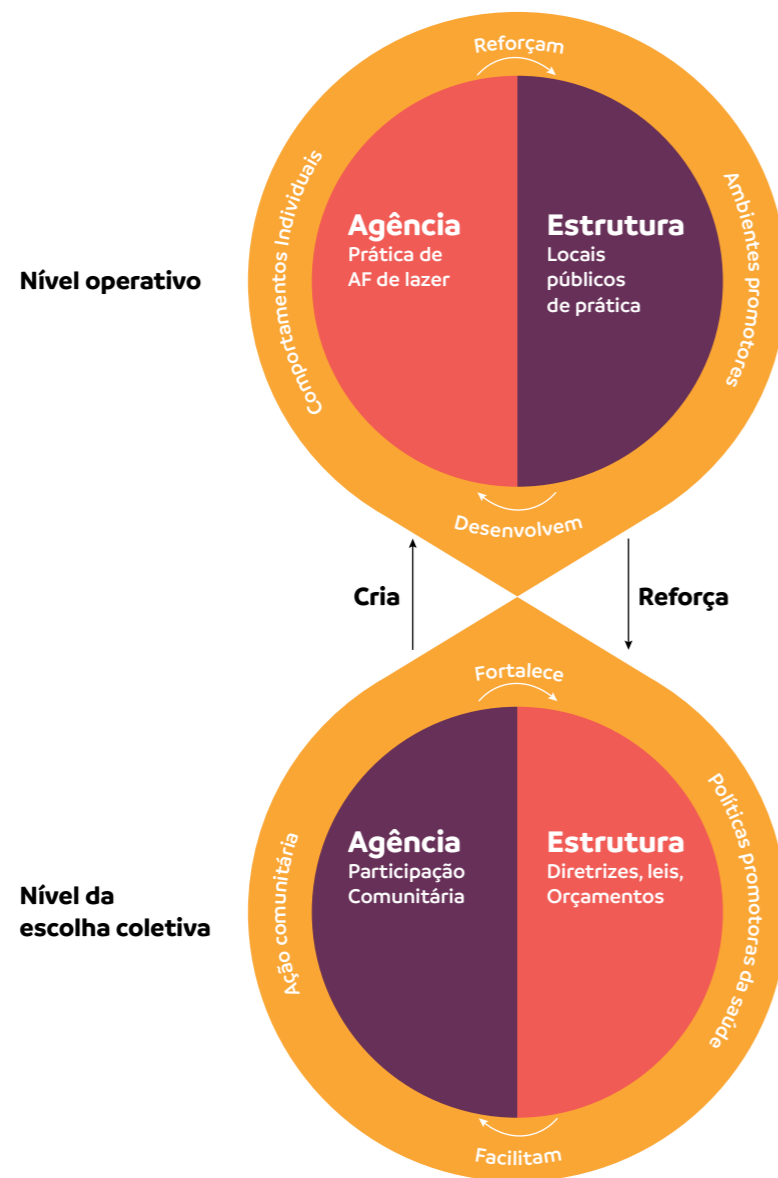 Reforçam
Comportamentos Individuais
Ambientes promotores
Agência
Prática de
AF de lazer
Estrutura
Locais
públicos
de prática
Nível operativo
Desenvolvem
Cria
Reforça
Fortalece
Ação comunitária
Políticas promotoras da saúde
Agência
Participação
Comunitária
Estrutura
Diretrizes, leis,
Orçamentos
Nível da
escolha coletiva
Facilitam